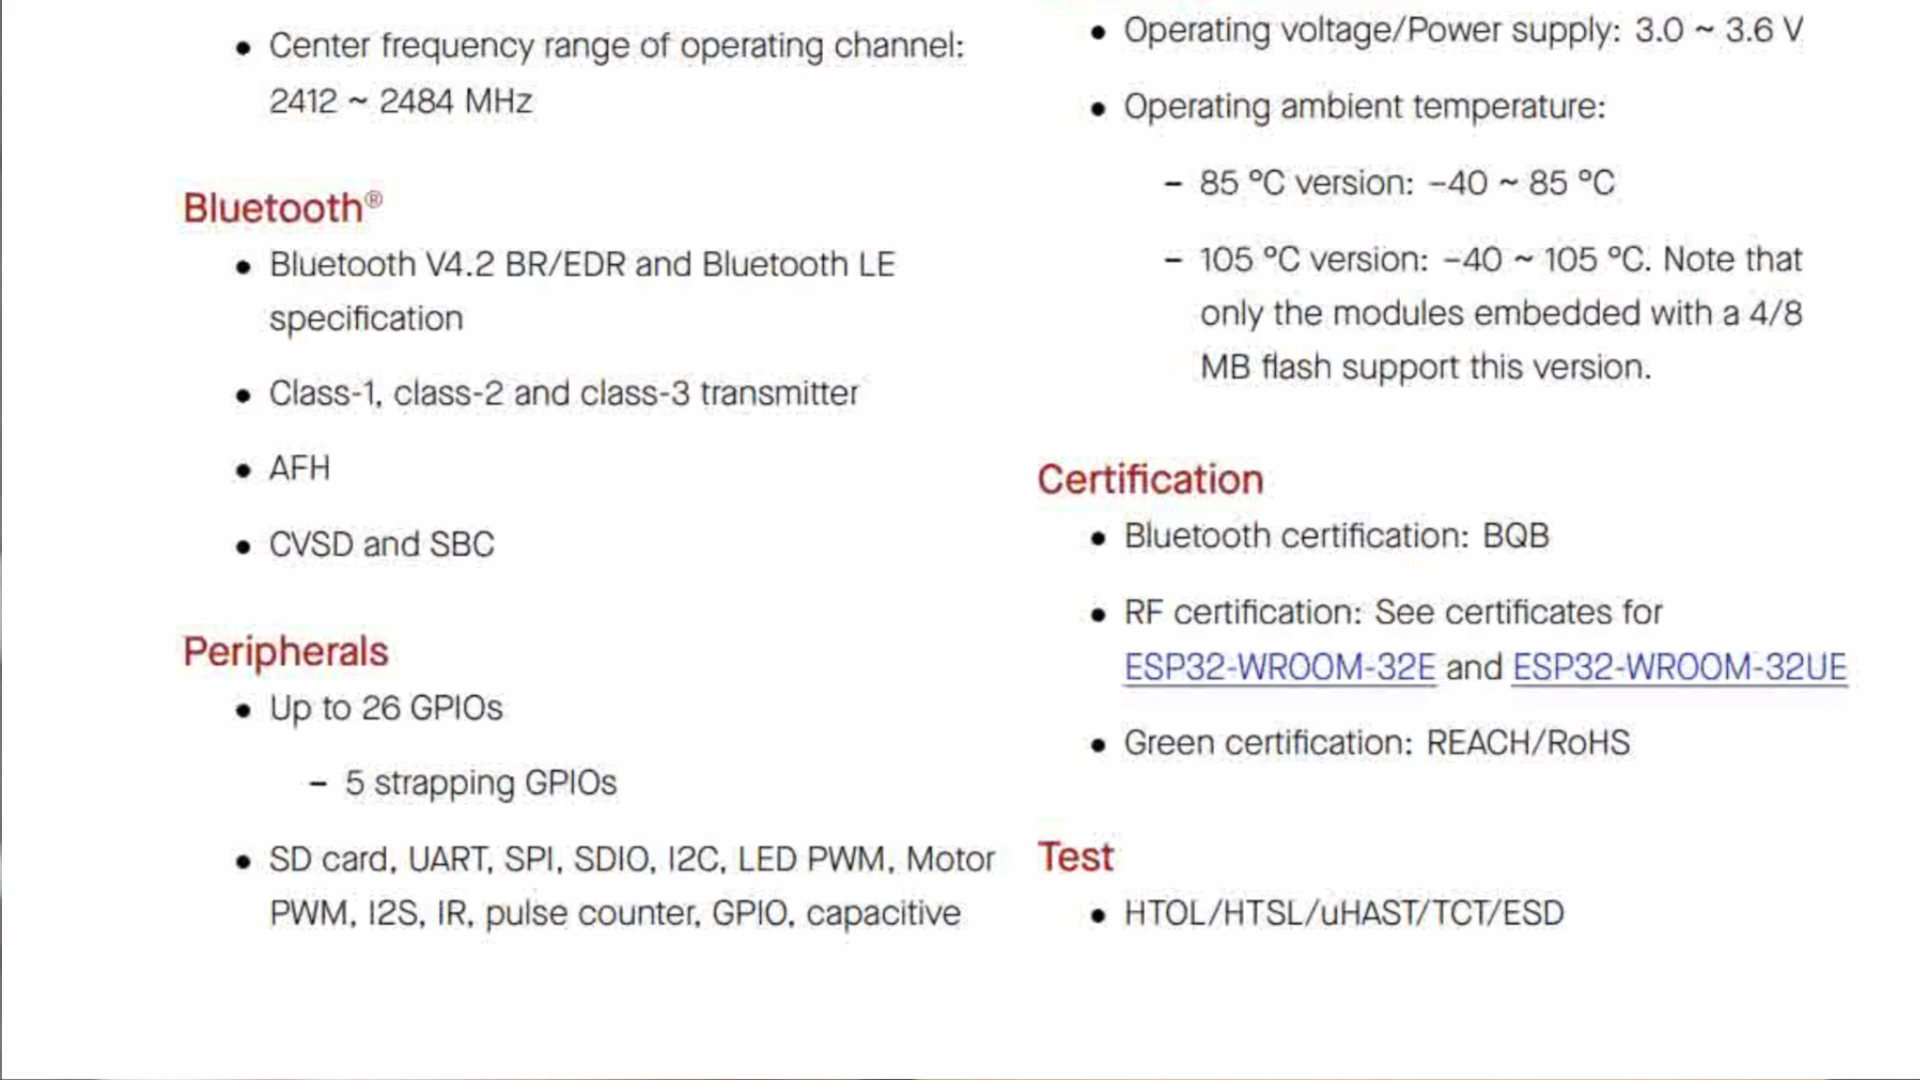 • Center frequency range of operating channel:
2412 ~ 2484 MHz
Bluetooth®
• Bluetooth V4.2 BR/EDR and Bluetooth LE
specification
• Class-1, class-2 and class-3 transmitter
• AFH
• CVSD and SBC
Peripherals
• Up to 26 GPIOs
– 5 strapping GPIOs
• SD card, UART, SPI, SDIO, I2C, LED PWM, Motor
PWM, I2S, IR, pulse counter, GPIO, capacitive
• Operating voltage/Power supply: 3.0 ~ 3.6 V
• Operating ambient temperature:
– 85 °C version: –40 ~ 85 °C
– 105 °C version: –40 ~ 105 °C. Note that
only the modules embedded with a 4/8
MB flash support this version.
Certification
• Bluetooth certification: BQB
• RF certification: See certificates for
ESP32-WROOM-32E and ESP32-WROOM-32UE
• Green certification: REACH/RoHS
Test
• HTOL/HTSL/uHAST/TCT/ESD